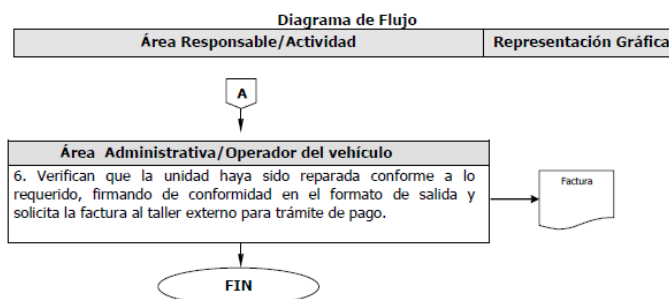 Diagrama de Flujo
Área Responsable/Actividad
Representación Gráfica
A
Área Administrativa/Operador del vehículo
6. Verifican que la unidad haya sido reparada conforme a lo
requerido, firmando de conformidad en el formato de salida y
solicita la factura al taller externo para trámite de pago.
Factura
FIN